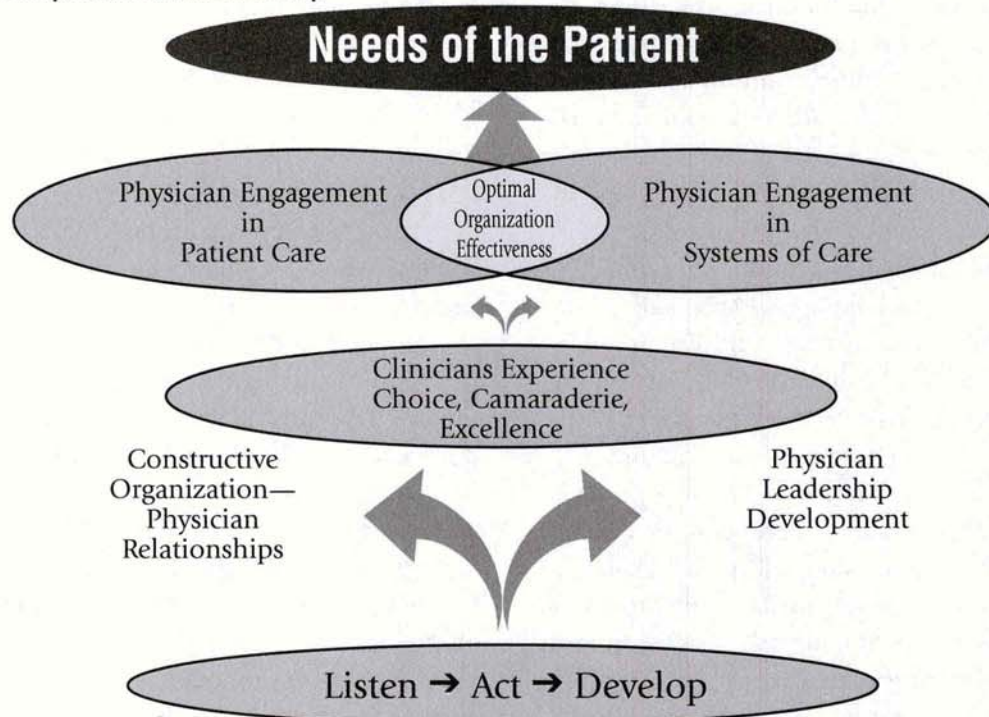 Needs of the Patient
Physician Engagement
in
Patient Care
Optimal
Organization
Effectiveness
Physician Engagement
in
Systems of Care
Clinicians Experience
Choice, Camaraderie,
Excellence
Constructive
Organization—
Physician
Relationships
Physician
Leadership
Development
Listen → Act → Develop